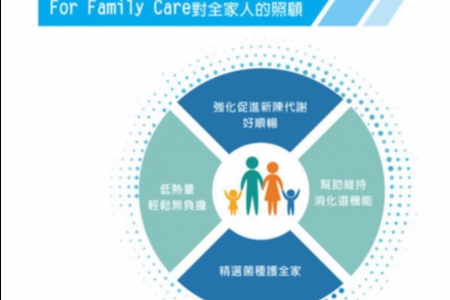 For Family Care對全家人的照顧
強化促進新陳代謝
好順暢
低熱量
輕鬆無負擔
幫助維持
消化道機能
精選菌種護全家